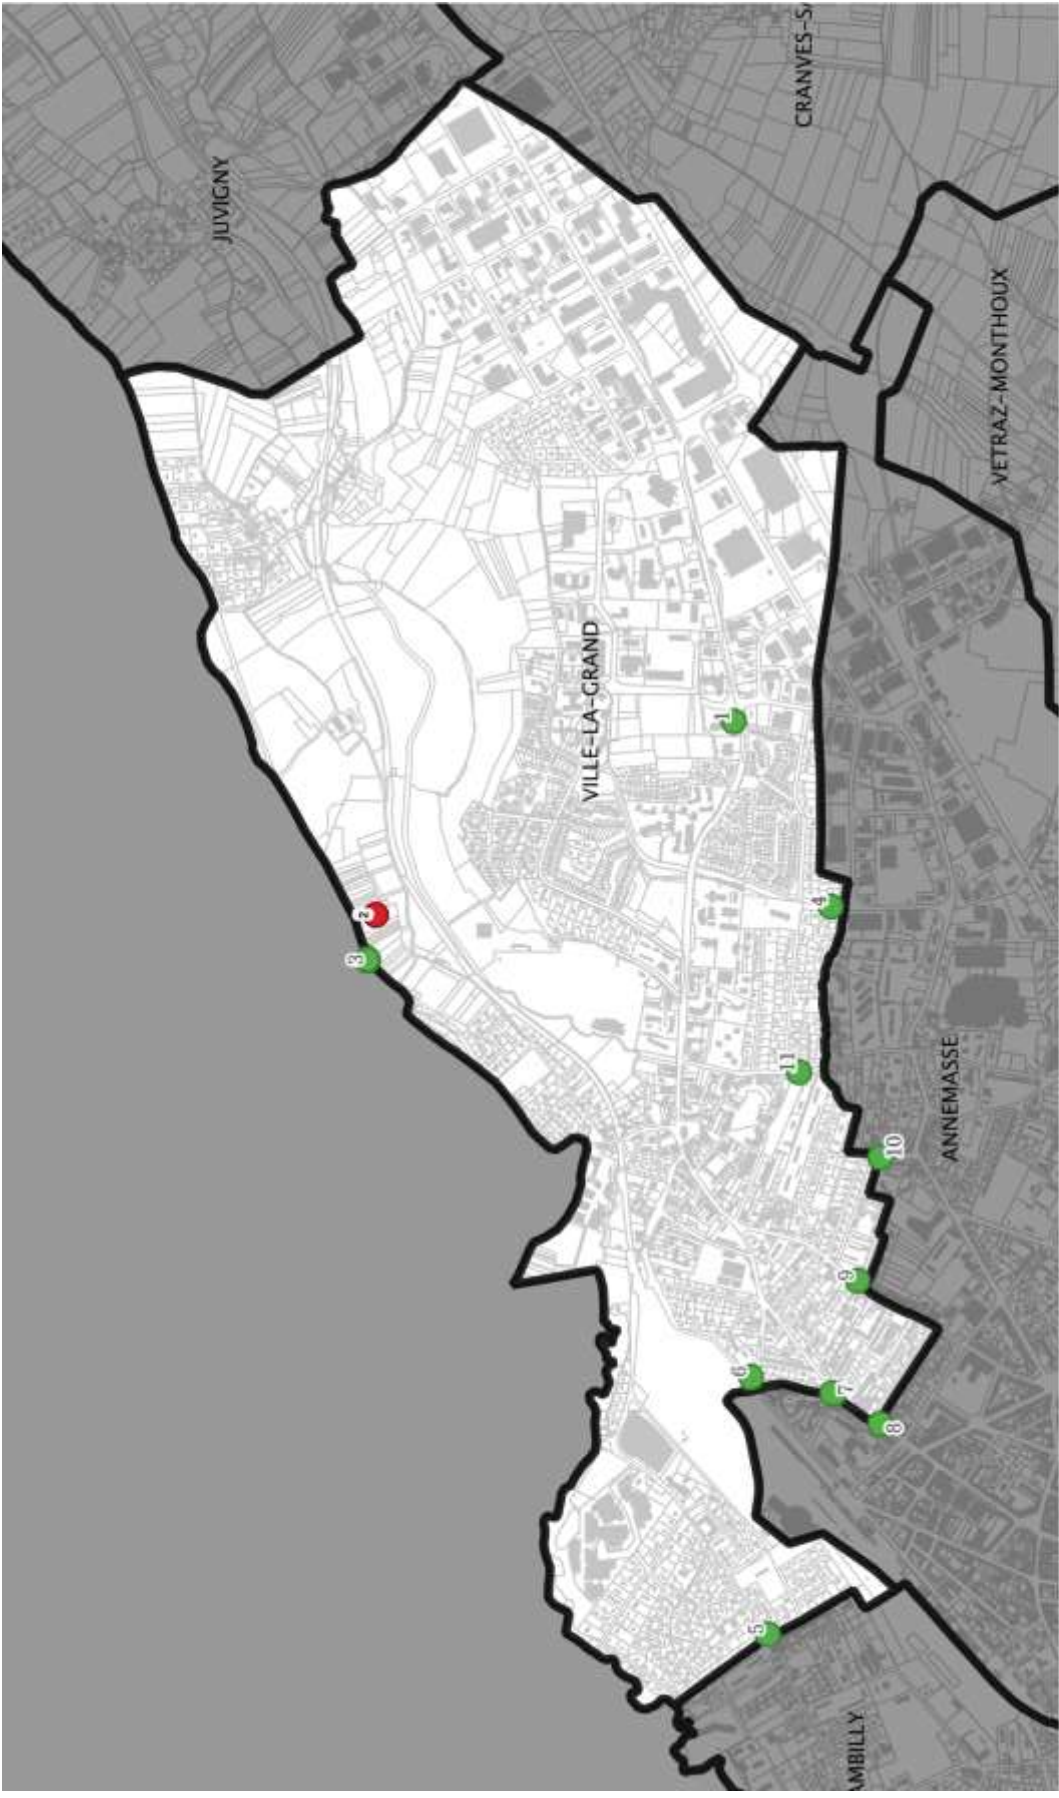 CRANVES-SA
JUVIGNY
VETRAZ-MONTHOUX
VILLE-LA-GRAND
1
2
3
4
ANNEMASSE
11
10
9
6
7
8
5
AMBILLY